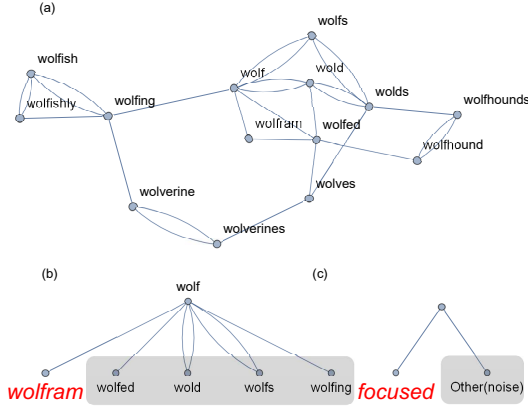 (a)
wolfs
wolfish
wolf
wold
wolfishly
wolfing
wolds
wolfhounds
wolfram
wolfed
wolfhound
wolves
wolverine
wolverines
(b)
(c)
wolf
wolfram
wolfed
wold
wolfs
wolfing
focused
Other(noise)